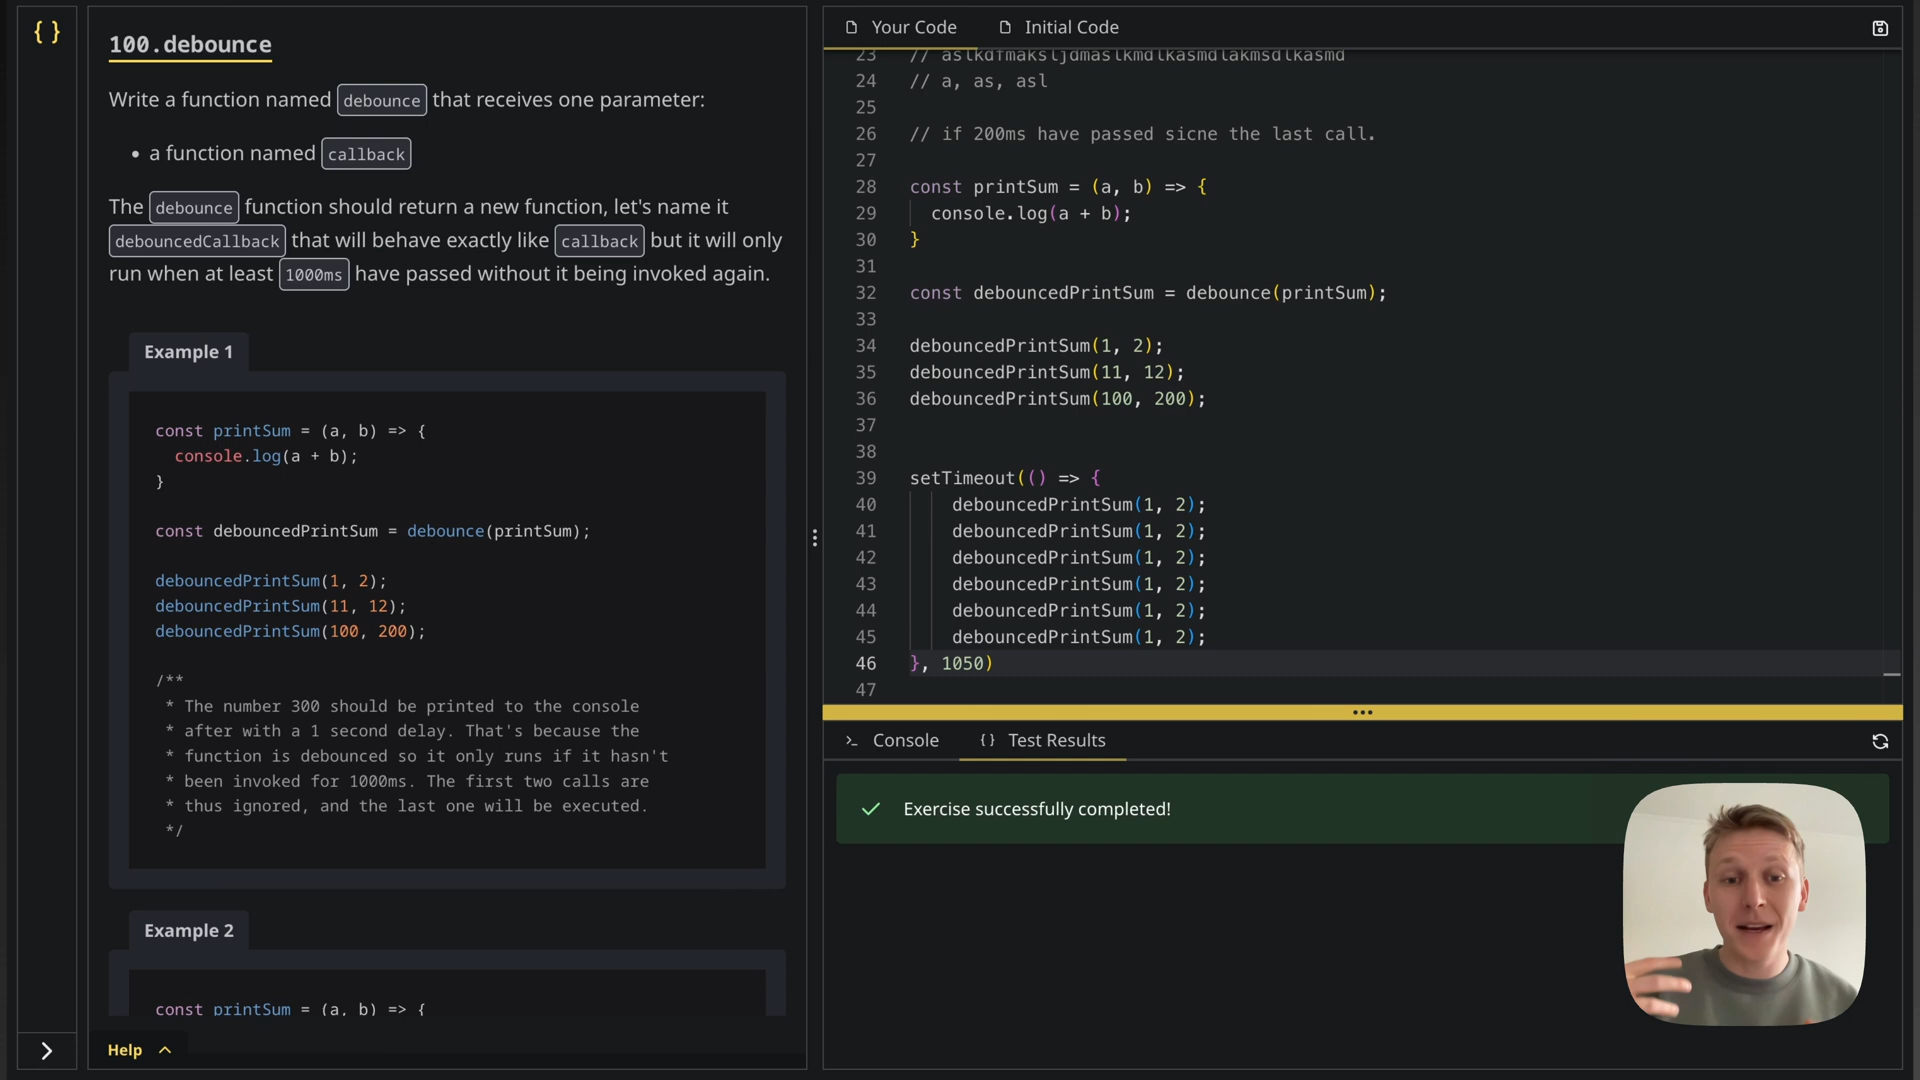 { }
100.debounce
Write a function named debounce that receives one parameter:
• a function named callback
The debounce function should return a new function, let's name it
debouncedCallback that will behave exactly like callback but it will only
run when at least 1000ms have passed without it being invoked again.
Example 1
const printSum = (a, b) => {
console.log(a + b);
}
const debouncedPrintSum = debounce(printSum);
debouncedPrintSum(1, 2);
debouncedPrintSum(11, 12);
debouncedPrintSum(100, 200);
/**
* The number 300 should be printed to the console
* after with a 1 second delay. That's because the
* function is debounced so it only runs if it hasn't
* been invoked for 1000ms. The first two calls are
* thus ignored, and the last one will be executed.
*/
Example 2
const printSum = (a, b) => {
Help
Your Code
Initial Code
23 // aslkdfmaksljdmaslkmdlkasmdlakmsdlkasmd
24 // a, as, asl
25
26 // if 200ms have passed sicne the last call.
27
28 const printSum = (a, b) => {
29 console.log(a + b);
30 }
31
32 const debouncedPrintSum = debounce(printSum);
33
34 debouncedPrintSum(1, 2);
35 debouncedPrintSum(11, 12);
36 debouncedPrintSum(100, 200);
37
38
39 setTimeout(() => {
40 debouncedPrintSum(1, 2);
41 debouncedPrintSum(1, 2);
42 debouncedPrintSum(1, 2);
43 debouncedPrintSum(1, 2);
44 debouncedPrintSum(1, 2);
45 debouncedPrintSum(1, 2);
46 }, 1050)
47
>_ Console
{} Test Results
Exercise successfully completed!